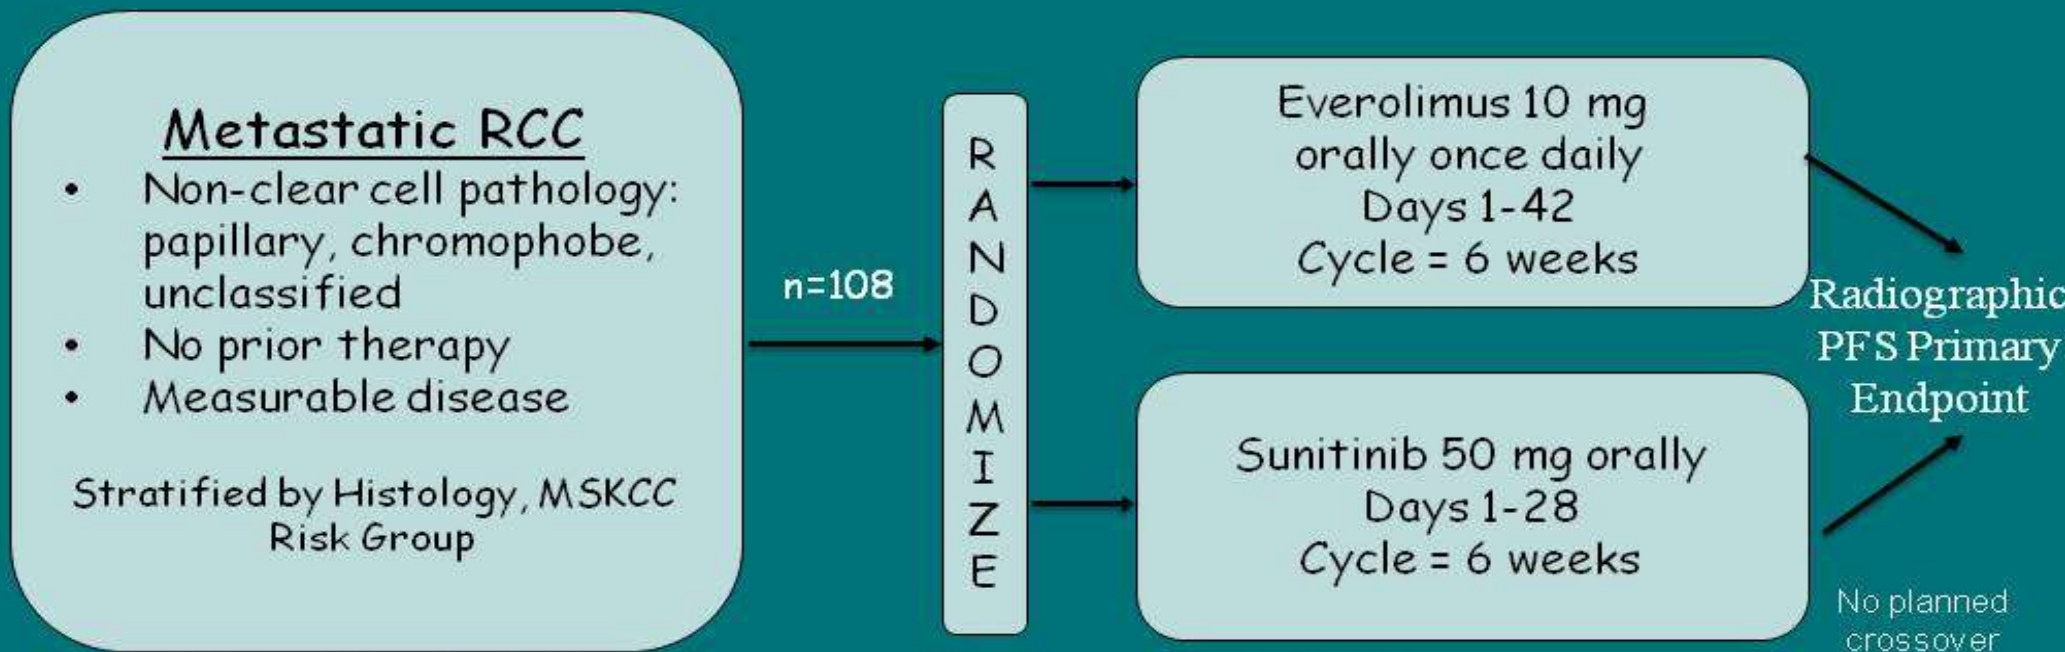 Metastatic RCC
• Non-clear cell pathology:
papillary, chromophobe,
unclassified
• No prior therapy
• Measurable disease
Stratified by Histology, MSKCC
Risk Group
n=108
R
A
N
D
O
M
I
Z
E
Everolimus 10 mg
orally once daily
Days 1-42
Cycle = 6 weeks
Sunitinib 50 mg orally
Days 1-28
Cycle = 6 weeks
Radiographic
PFS Primary
Endpoint
No planned
crossover